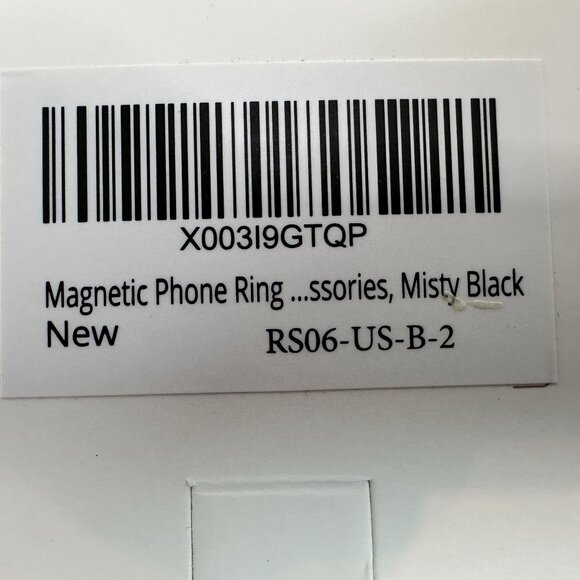 X003I9GTQP
Magnetic Phone Ring ...ssories, Misty Black
New
RS06-US-B-2